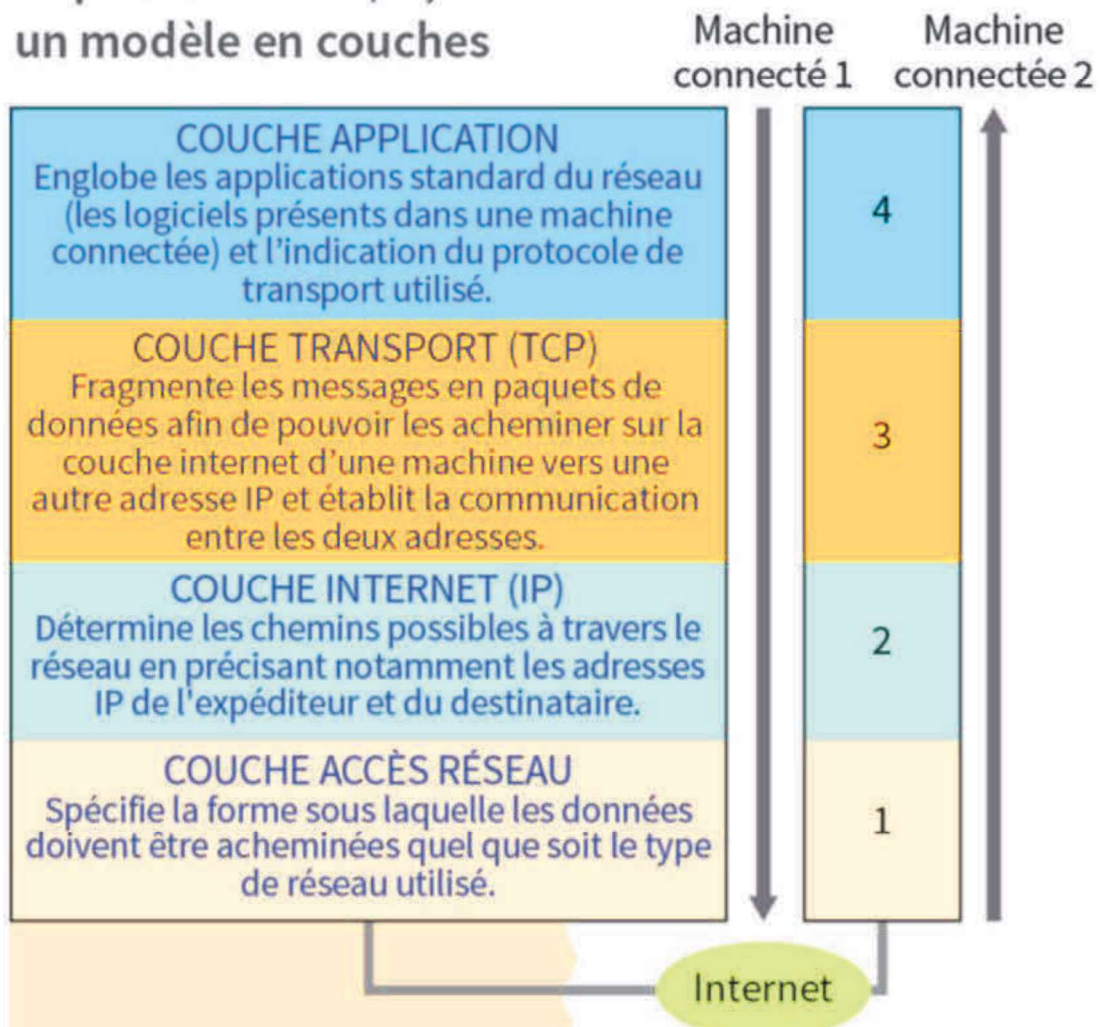 un modèle en couches
Machine
connecté 1
Machine
connectée 2
COUCHE APPLICATION
Englobe les applications standard du réseau
(les logiciels présents dans une machine
connectée) et l'indication du protocole de
transport utilisé.
4
COUCHE TRANSPORT (TCP)
Fragmente les messages en paquets de
données afin de pouvoir les acheminer sur la
couche internet d'une machine vers une
autre adresse IP et établit la communication
entre les deux adresses.
3
COUCHE INTERNET (IP)
Détermine les chemins possibles à travers le
réseau en précisant notamment les adresses
IP de l'expéditeur et du destinataire.
2
COUCHE ACCÈS RÉSEAU
Spécifie la forme sous laquelle les données
doivent être acheminées quel que soit le type
de réseau utilisé.
1
Internet